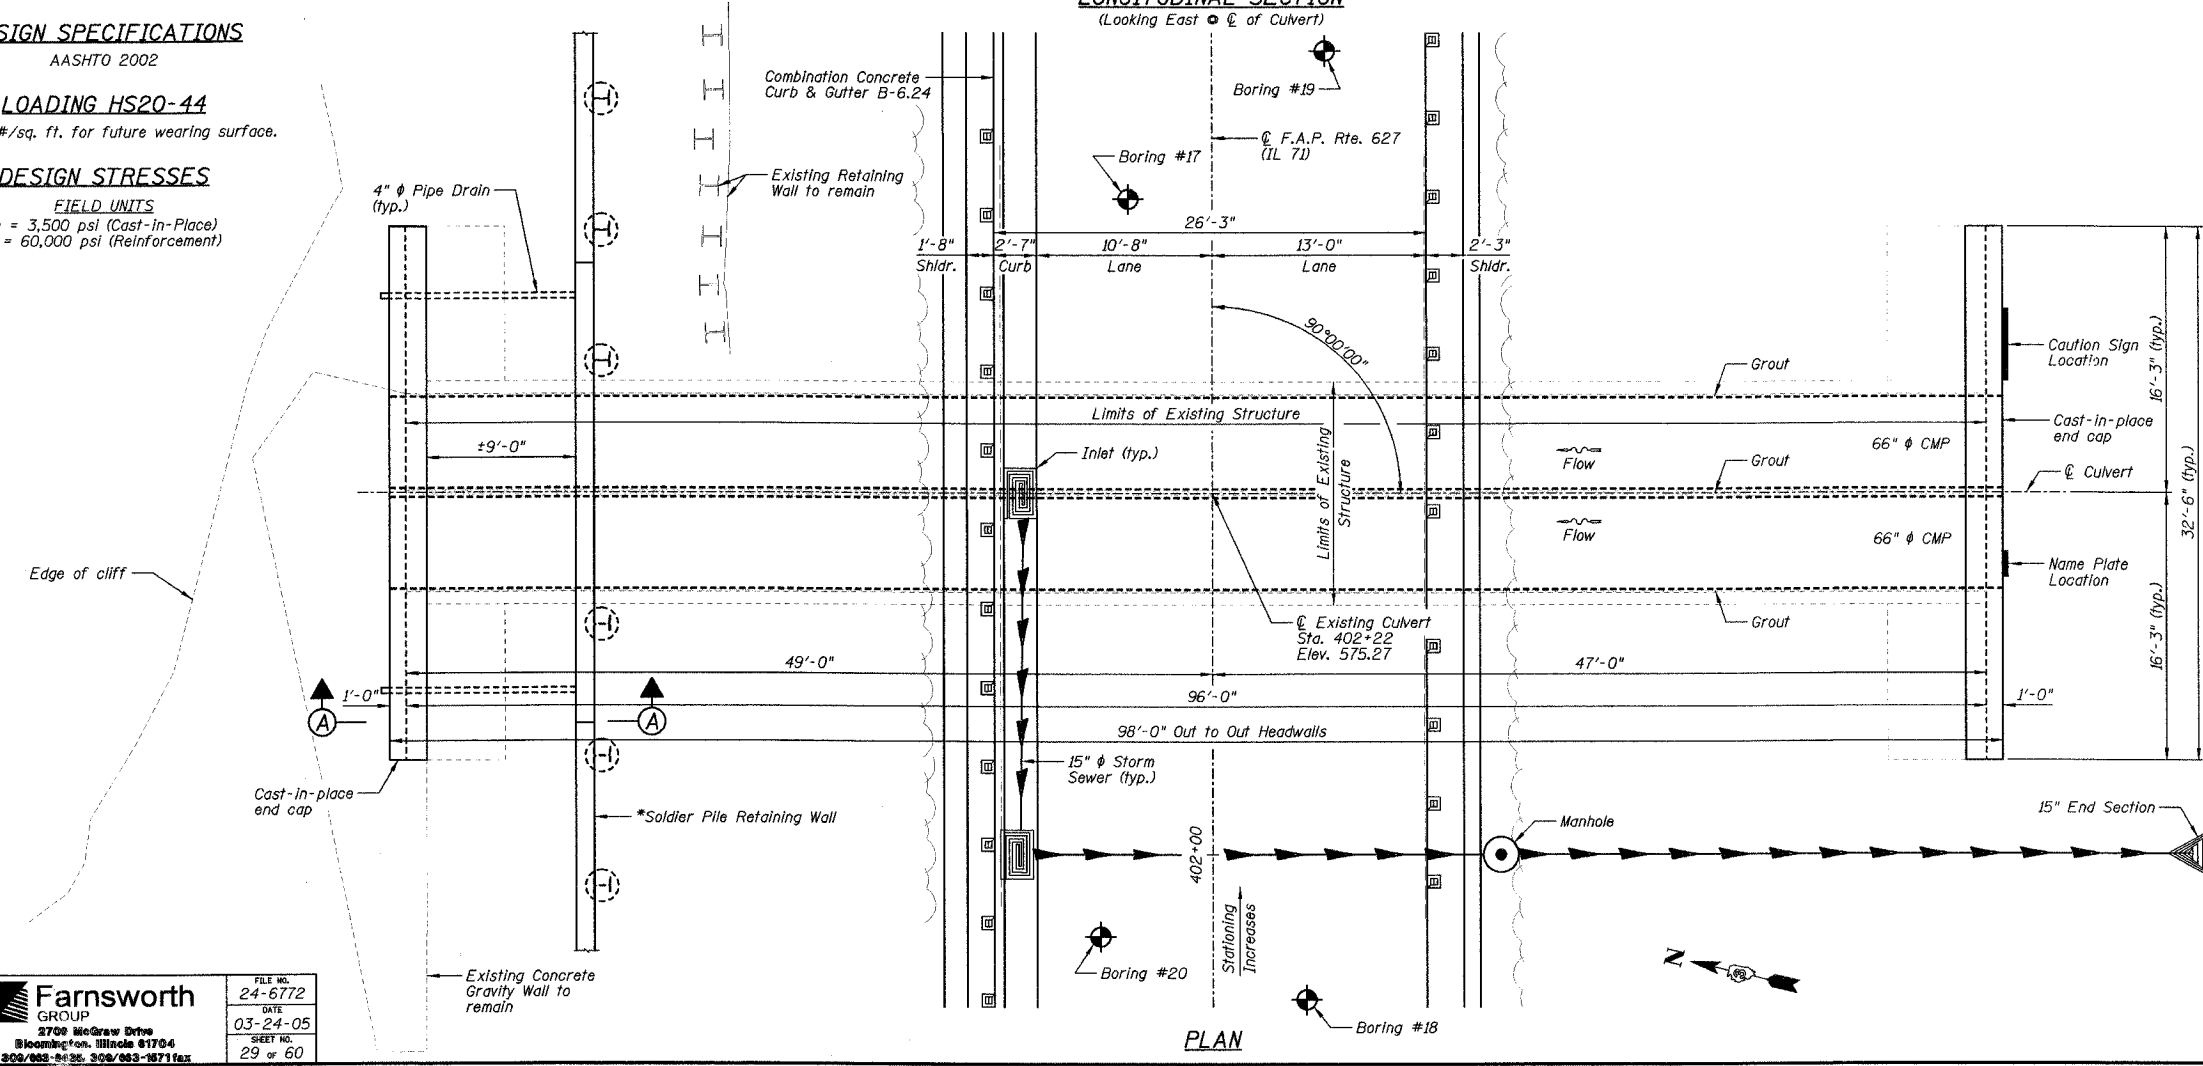 LONGITUDINAL SECTION
(Looking East @ ℄ of Culvert)
SIGN SPECIFICATIONS
AASHTO 2002
LOADING HS20-44
#/sq. ft. for future wearing surface.
DESIGN STRESSES
FIELD UNITS
= 3,500 psi (Cast-in-Place)
= 60,000 psi (Reinforcement)
4" ϕ Pipe Drain
(typ.)
Combination Concrete
Curb & Gutter B-6.24
Existing Retaining
Wall to remain
Boring #19
℄ F.A.P. Rte. 627
(IL 71)
Boring #17
26'-3"
1'-8"
2'-7"
10'-8"
13'-0"
2'-3"
Shldr.
Curb
Lane
Lane
Shldr.
90°00'00"
Grout
Limits of Existing Structure
Limits of Existing
Structure
±9'-0"
Inlet (typ.)
Flow
66" ϕ CMP
Grout
Flow
66" ϕ CMP
Grout
Caution Sign
Location
Cast-in-place
end cap
℄ Culvert
Name Plate
Location
16'-3" (typ.)
16'-3" (typ.)
32'-6" (typ.)
Edge of cliff
℄ Existing Culvert
Sta. 402+22
Elev. 575.27
49'-0"
47'-0"
1'-0"
96'-0"
1'-0"
A
A
98'-0" Out to Out Headwalls
15" ϕ Storm
Sewer (typ.)
Cast-in-place
end cap
*Soldier Pile Retaining Wall
Manhole
15" End Section
402+00
Stationing
Increases
Boring #20
Boring #18
N
Existing Concrete
Gravity Wall to
remain
PLAN
Farnsworth
GROUP
2709 McGraw Drive
Bloomington, Illinois 61704
309/663-8435, 309/663-1571 fax
FILE NO.
24-6772
DATE
03-24-05
SHEET NO.
29 OF 60